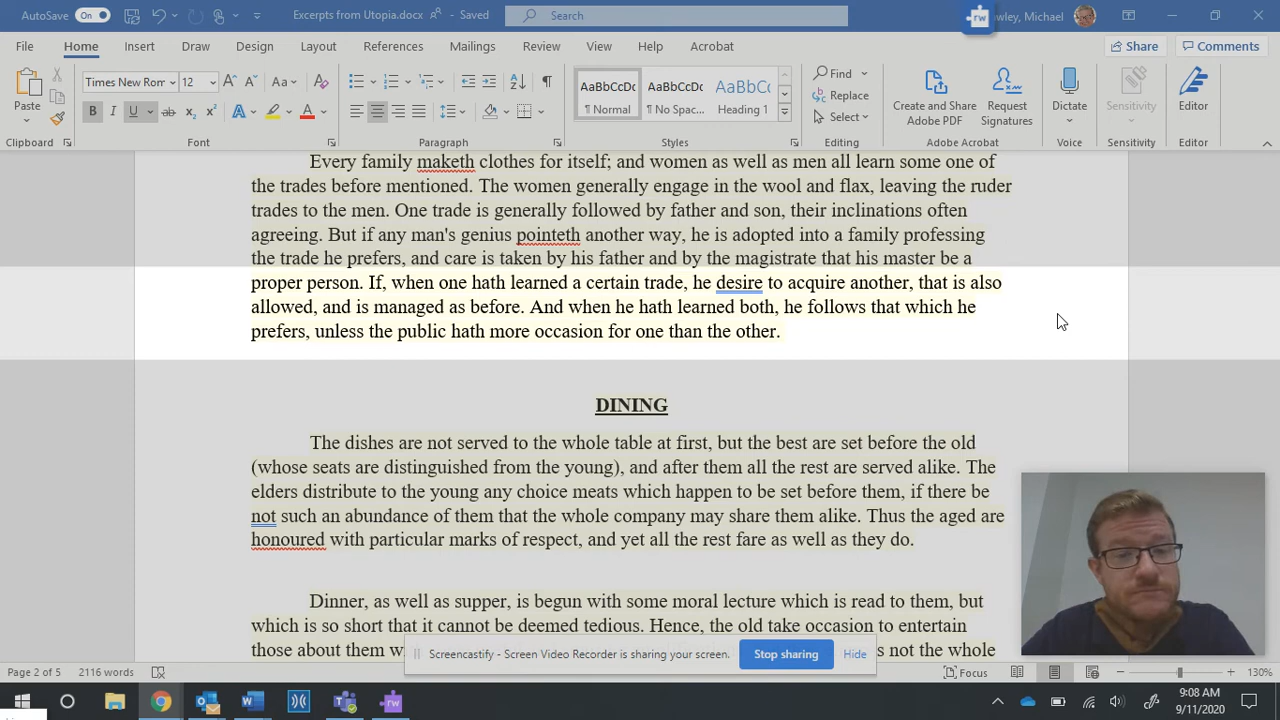 AutoSave On Excerpts from Utopia.docx - Saved Search rw wley, Michael
File Home Insert Draw Design Layout References Mailings Review View Help Acrobat Share Comments
Times New Rom 12 Aa AaBbCcDc AaBbCcDc AaBbCcDc Find
Replace
Paste B I U ab x₂ x² A A ¶ Normal ¶ No Spac... Heading 1 Select Create and Share Adobe PDF Request Signatures Dictate Sensitivity Editor
Clipboard Font Paragraph Styles Editing Adobe Acrobat Voice Sensitivity Editor
Every family maketh clothes for itself; and women as well as men all learn some one of
the trades before mentioned. The women generally engage in the wool and flax, leaving the ruder
trades to the men. One trade is generally followed by father and son, their inclinations often
agreeing. But if any man's genius pointeth another way, he is adopted into a family professing
the trade he prefers, and care is taken by his father and by the magistrate that his master be a
proper person. If, when one hath learned a certain trade, he desire to acquire another, that is also
allowed, and is managed as before. And when he hath learned both, he follows that which he
prefers, unless the public hath more occasion for one than the other.
DINING
The dishes are not served to the whole table at first, but the best are set before the old
(whose seats are distinguished from the young), and after them all the rest are served alike. The
elders distribute to the young any choice meats which happen to be set before them, if there be
not such an abundance of them that the whole company may share them alike. Thus the aged are
honoured with particular marks of respect, and yet all the rest fare as well as they do.
Dinner, as well as supper, is begun with some moral lecture which is read to them, but
which is so short that it cannot be deemed tedious. Hence, the old take occasion to entertain
those about them w s not the whole
Screencastify - Screen Video Recorder is sharing your screen. Stop sharing Hide
Page 2 of 5 2116 words Focus 130%
9:08 AM
9/11/2020